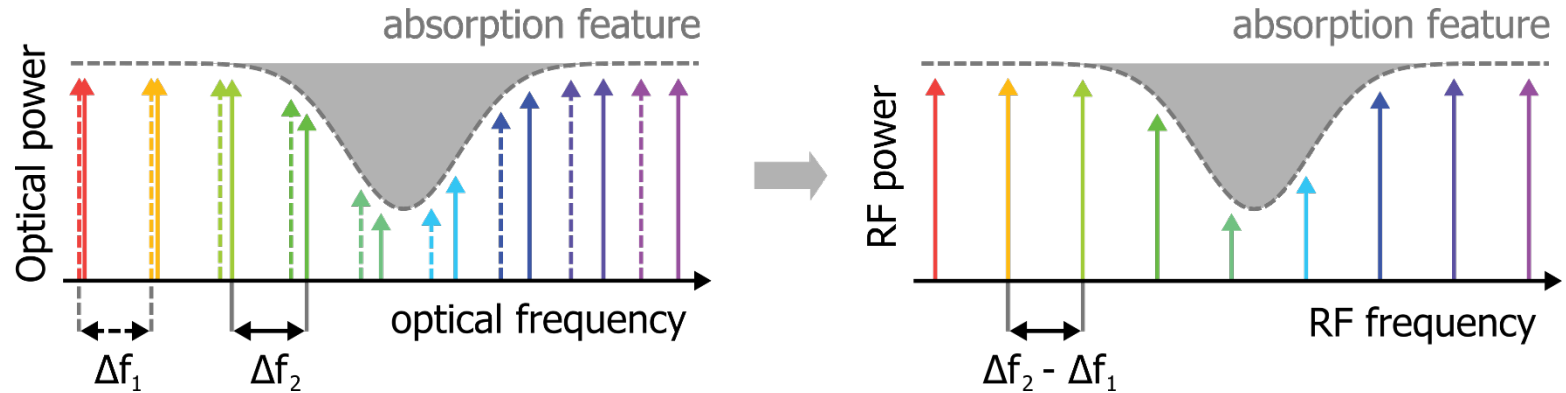 absorption feature
Optical power
optical frequency
Δf₁
Δf₂
absorption feature
RF power
RF frequency
Δf₂ - Δf₁